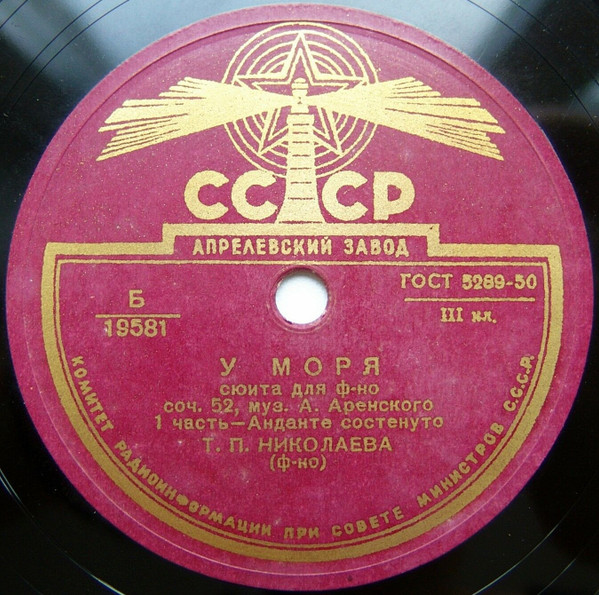 СССР
АПРЕЛЕВСКИЙ ЗАВОД
Б
19581
ГОСТ 5289-50
III кл.
У МОРЯ
сюита для ф-но
соч. 52, муз. А. Аренского
1 часть—Анданте состенуто
Т. П. НИКОЛАЕВА
(ф-но)
КОМИТЕТ РАДИОИНФОРМАЦИИ ПРИ СОВЕТЕ МИНИСТРОВ С.С.С.Р.